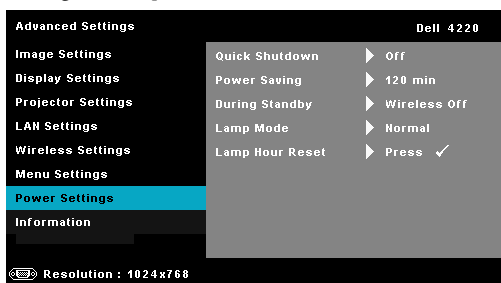 Advanced Settings Dell 4220
Image Settings
Display Settings
Projector Settings
LAN Settings
Wireless Settings
Menu Settings
Power Settings
Information
Quick Shutdown Off
Power Saving 120 min
During Standby Wireless Off
Lamp Mode Normal
Lamp Hour Reset Press ✓
Resolution : 1024x768